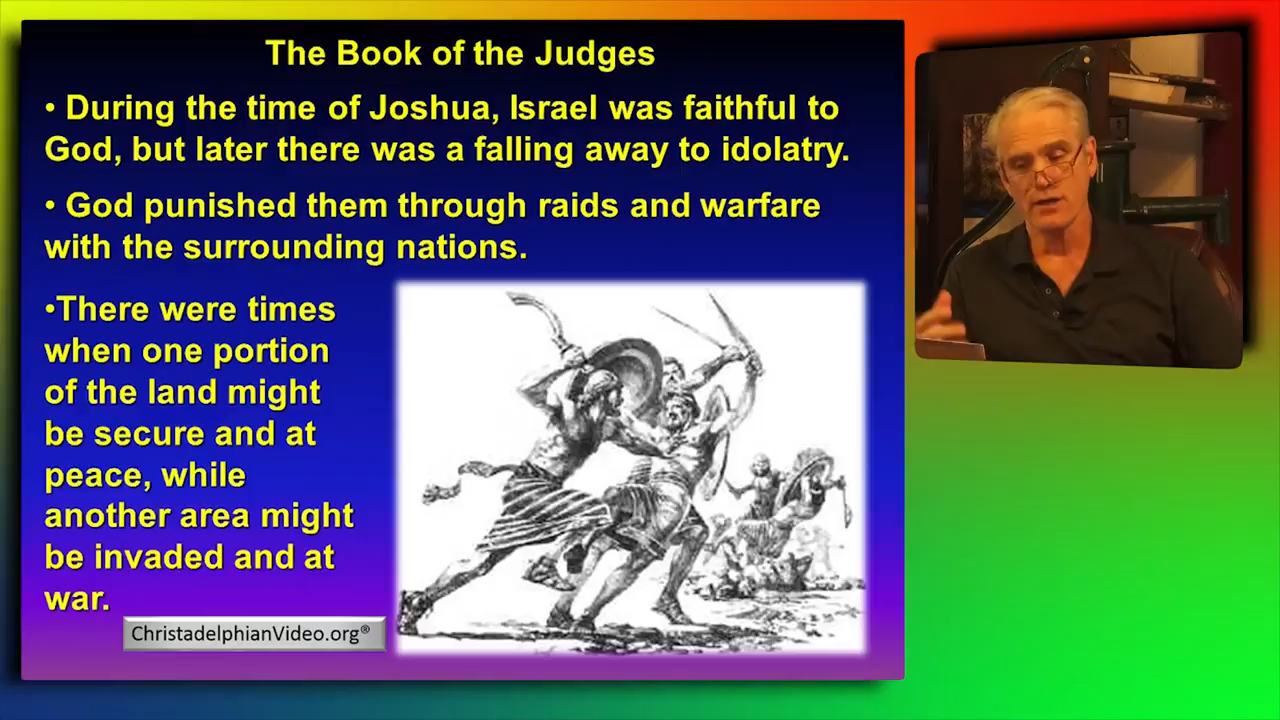 The Book of the Judges
• During the time of Joshua, Israel was faithful to
God, but later there was a falling away to idolatry.
• God punished them through raids and warfare
with the surrounding nations.
•There were times
when one portion
of the land might
be secure and at
peace, while
another area might
be invaded and at
war.
ChristadelphianVideo.org®